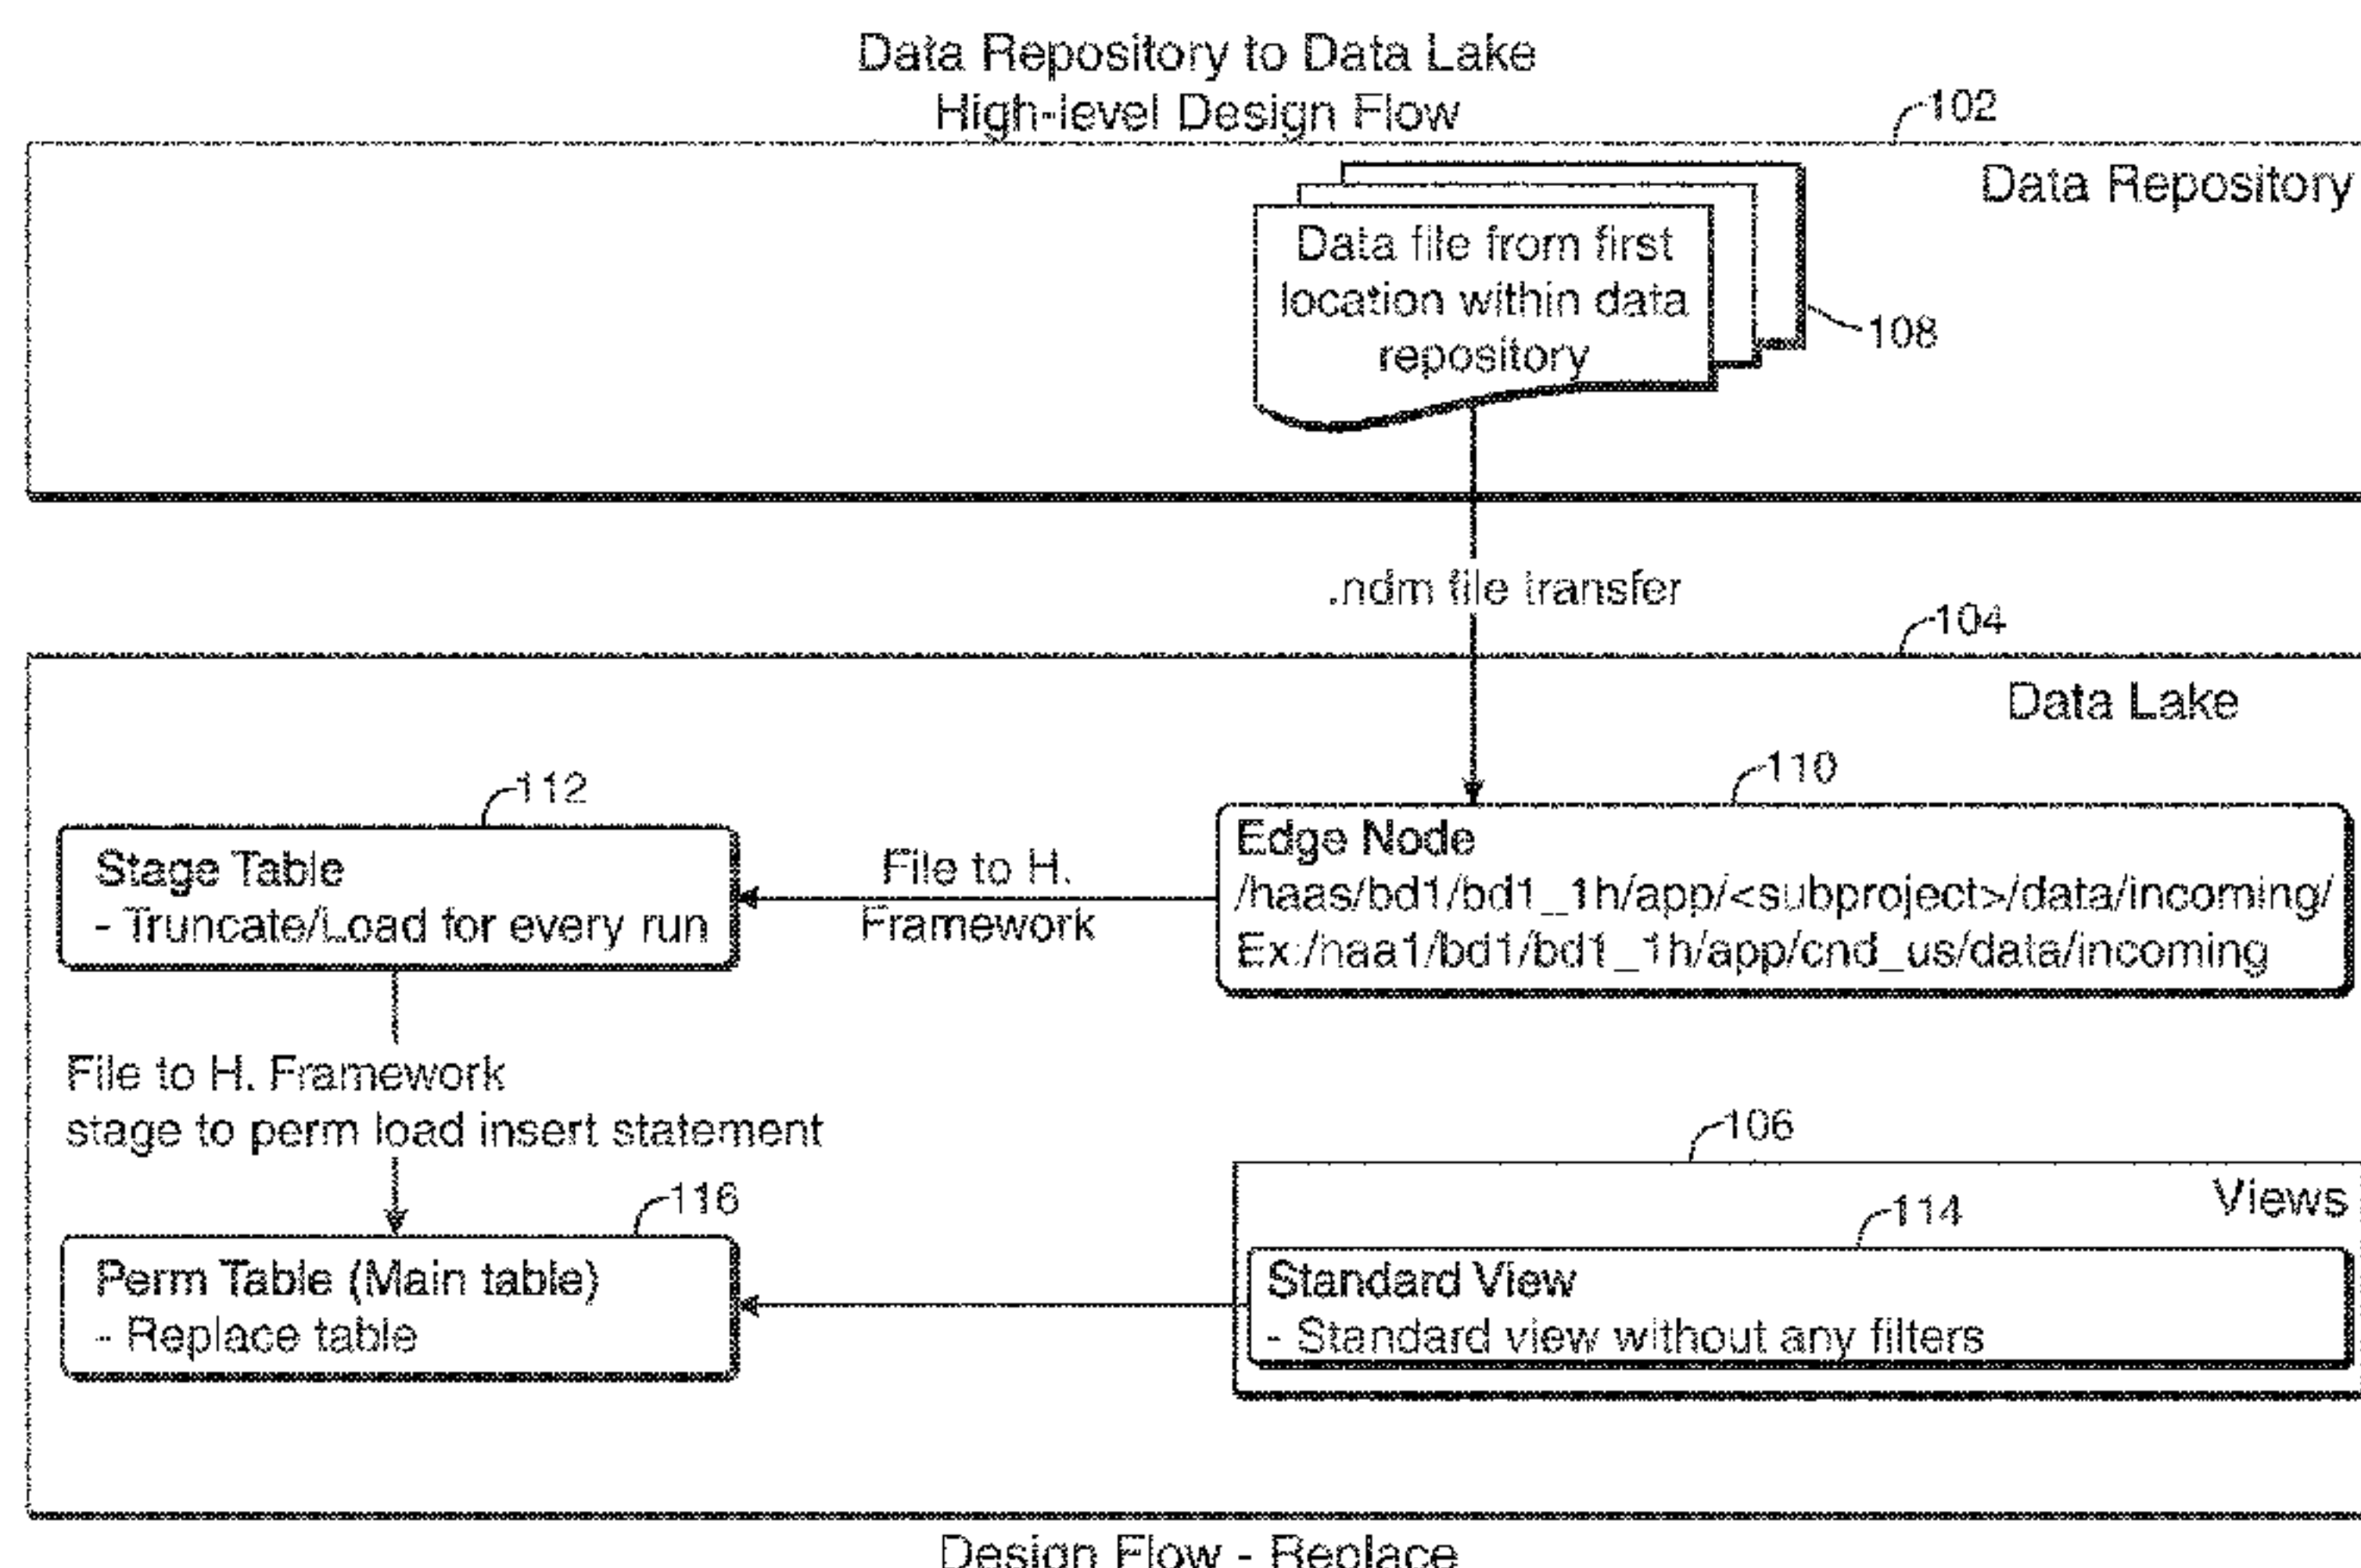 Data Repository to Data Lake
High-level Design Flow
102
Data Repository
Data file from first
location within data
repository
108
.ndm file transfer
104
Data Lake
110
Edge Node
/haas/bd1/bd1_1h/app/<subproject>/data/incoming/
Ex:/haa1/bd1/bd1_1h/app/cnd_us/data/incoming
File to H.
Framework
112
Stage Table
- Truncate/Load for every run
File to H. Framework
stage to perm load insert statement
106
Views
114
Standard View
- Standard view without any filters
116
Perm Table (Main table)
- Replace table
Design Flow - Replace